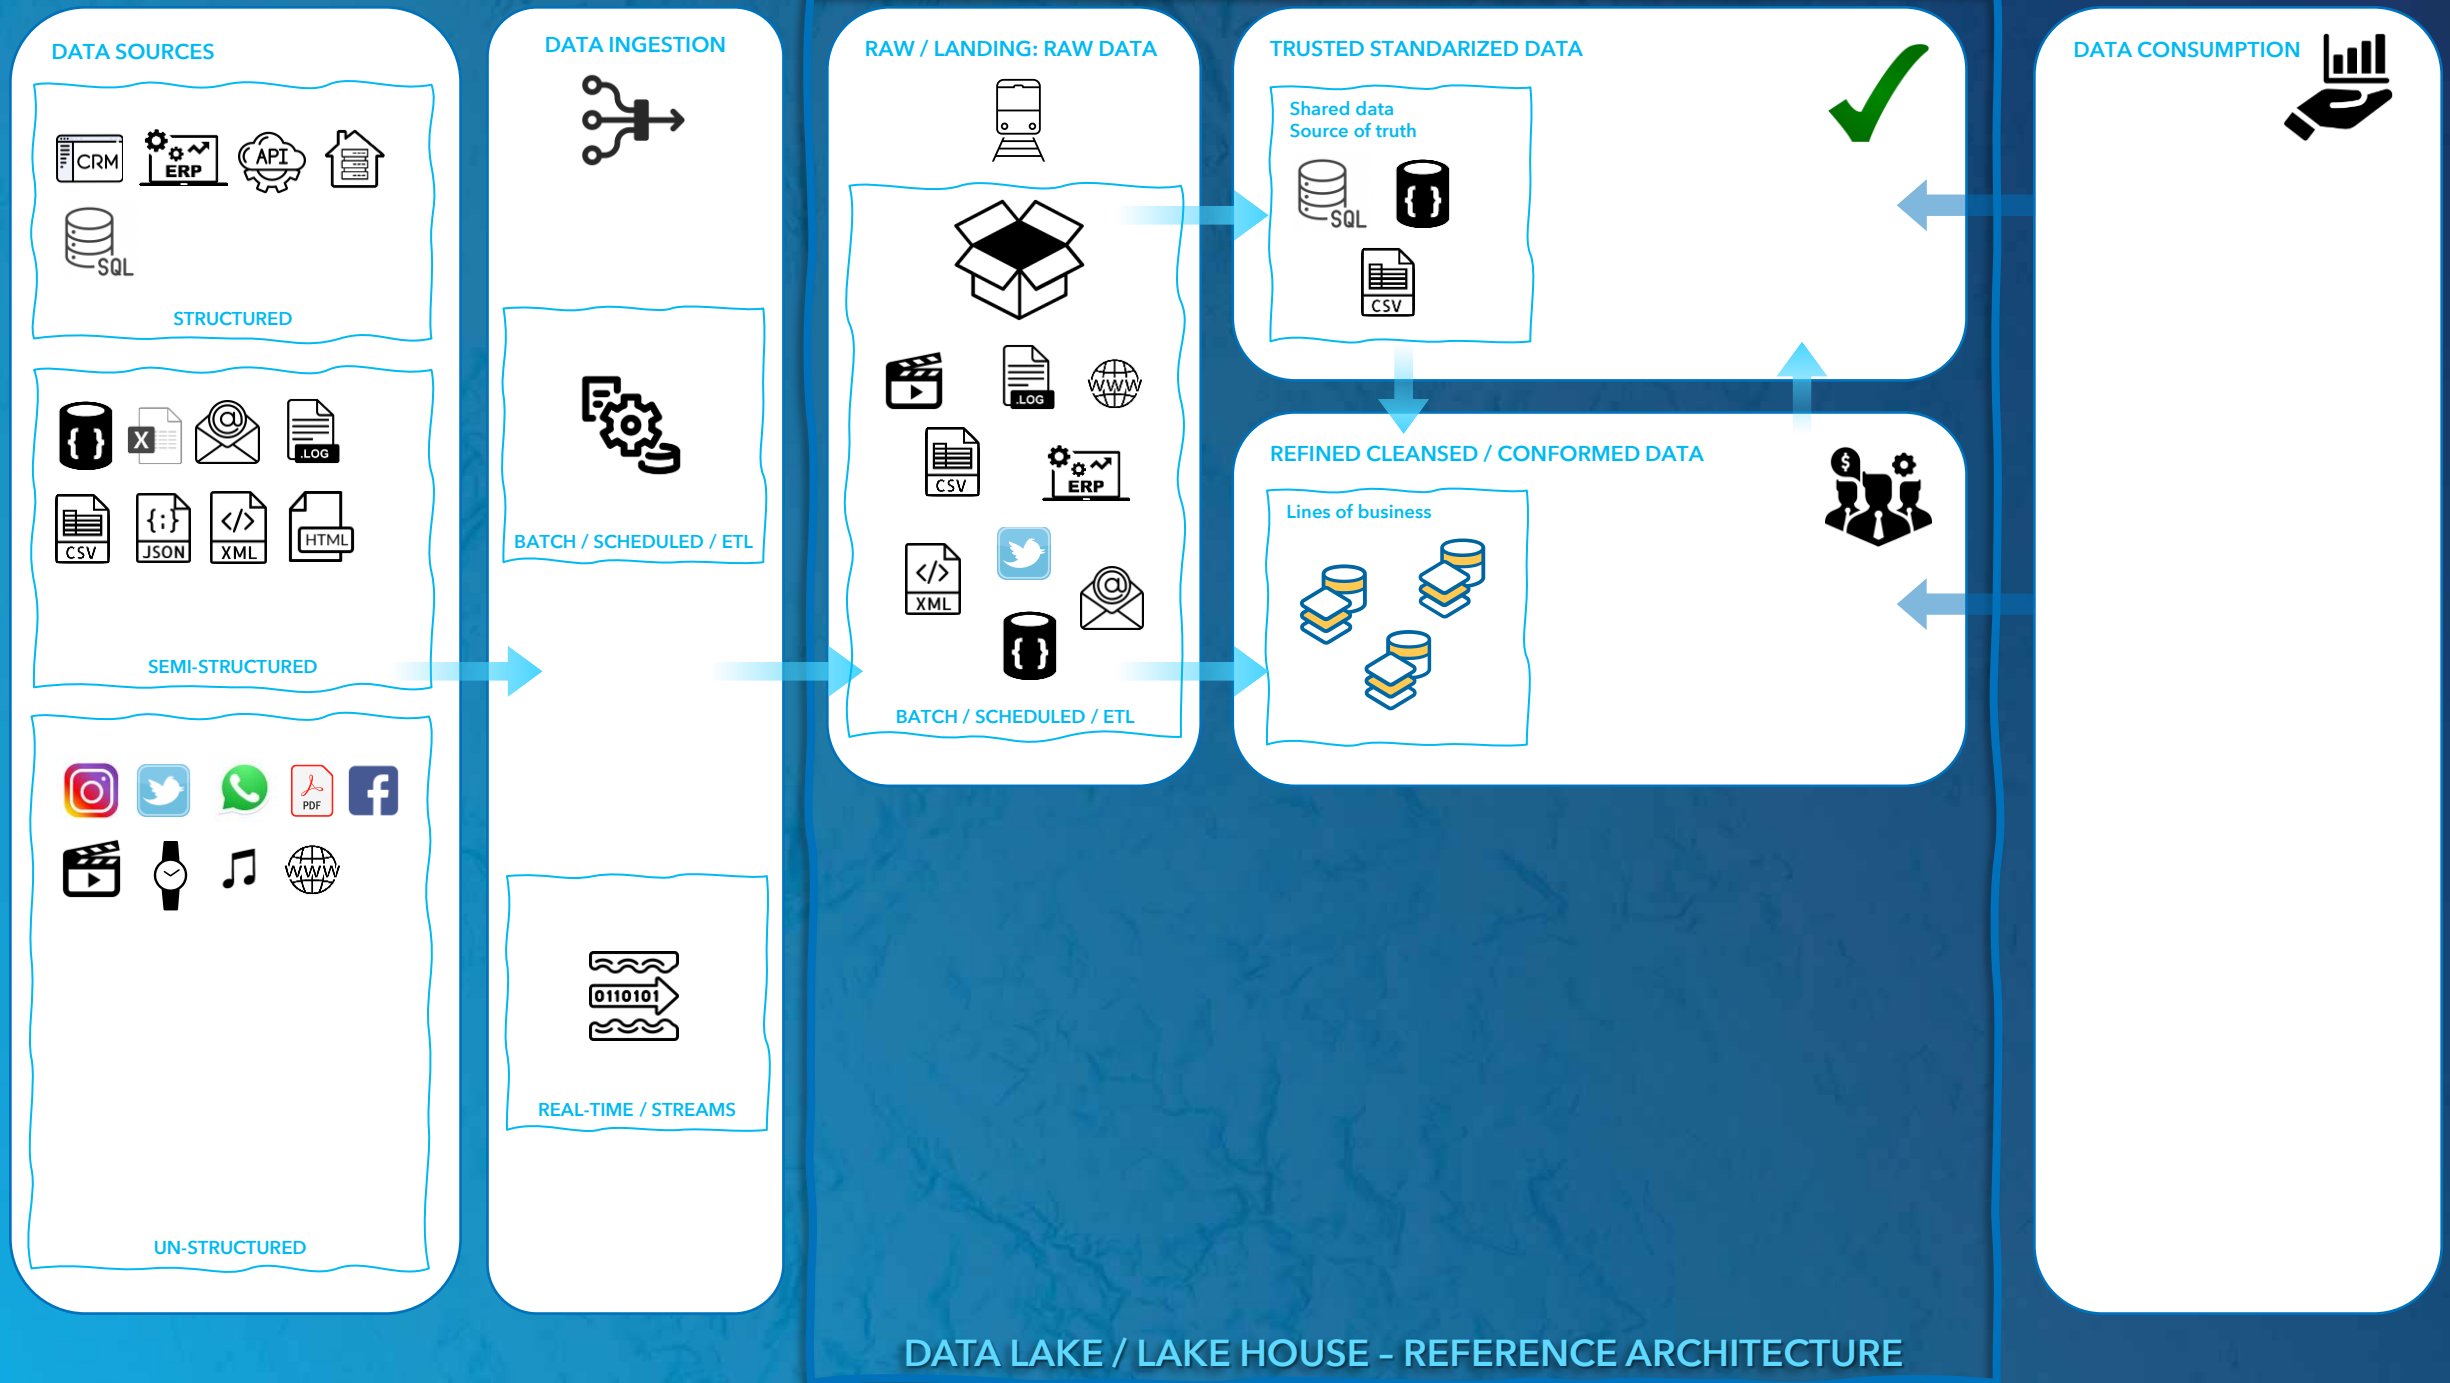 DATA SOURCES
CRM
ERP
API
SQL
STRUCTURED
{ }
X
@
.LOG
CSV
{;}
JSON
</>
XML
HTML
SEMI-STRUCTURED
PDF
WWW
UN-STRUCTURED
DATA INGESTION
BATCH / SCHEDULED / ETL
0110101
REAL-TIME / STREAMS
RAW / LANDING: RAW DATA
.LOG
WWW
CSV
ERP
</>
XML
@
{ }
BATCH / SCHEDULED / ETL
TRUSTED STANDARIZED DATA
Shared data
Source of truth
SQL
{ }
CSV
REFINED CLEANSED / CONFORMED DATA
$
Lines of business
DATA CONSUMPTION
DATA LAKE / LAKE HOUSE – REFERENCE ARCHITECTURE